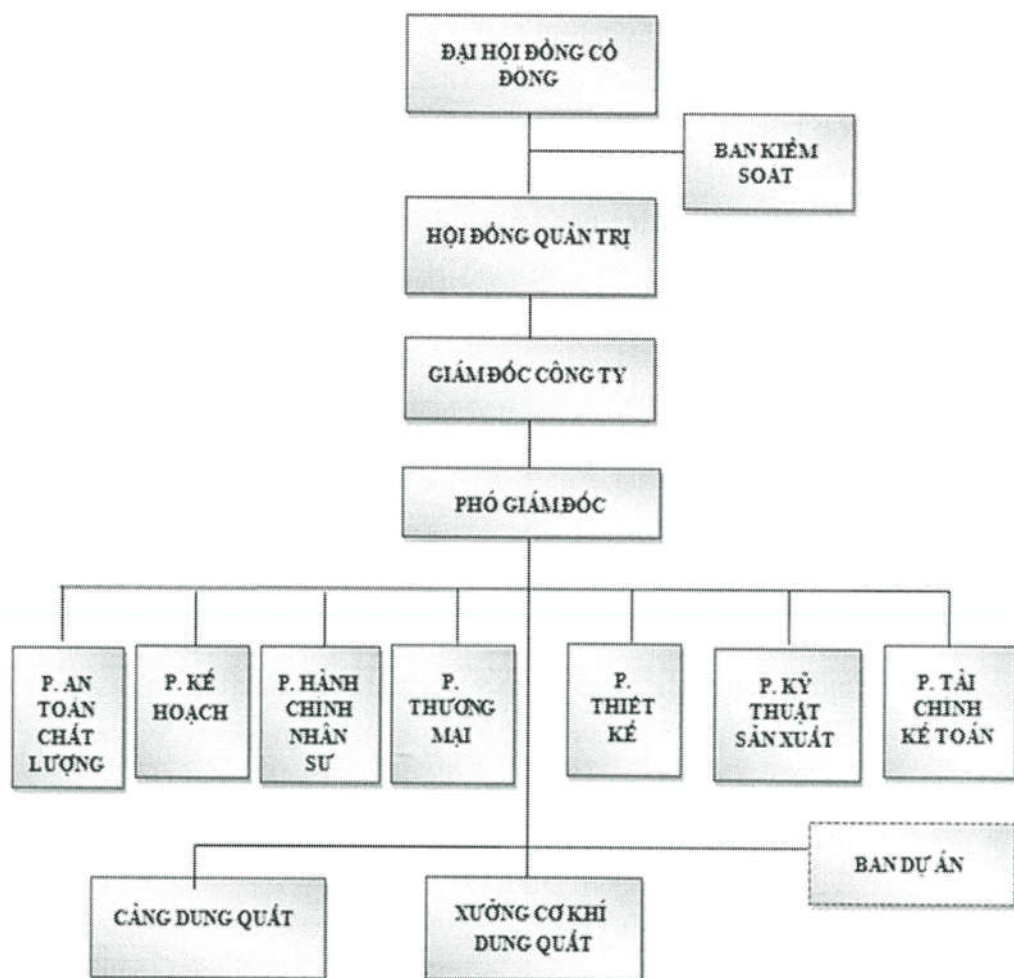 ĐẠI HỘI ĐỒNG CỔ
ĐÔNG
BAN KIỂM
SOÁT
HỘI ĐỒNG QUẢN TRỊ
GIÁM ĐỐC CÔNG TY
PHÓ GIÁM ĐỐC
P. AN
TOÀN
CHẤT
LƯỢNG
P. KẾ
HOẠCH
P. HÀNH
CHÍNH
NHÂN
SỰ
P.
THƯƠNG
MẠI
P.
THIẾT
KẾ
P. KỸ
THUẬT
SẢN XUẤT
P. TÀI
CHÍNH
KẾ TOÁN
BAN DỰ ÁN
CẢNG DUNG QUẤT
XƯỞNG CƠ KHÍ
DUNG QUẤT